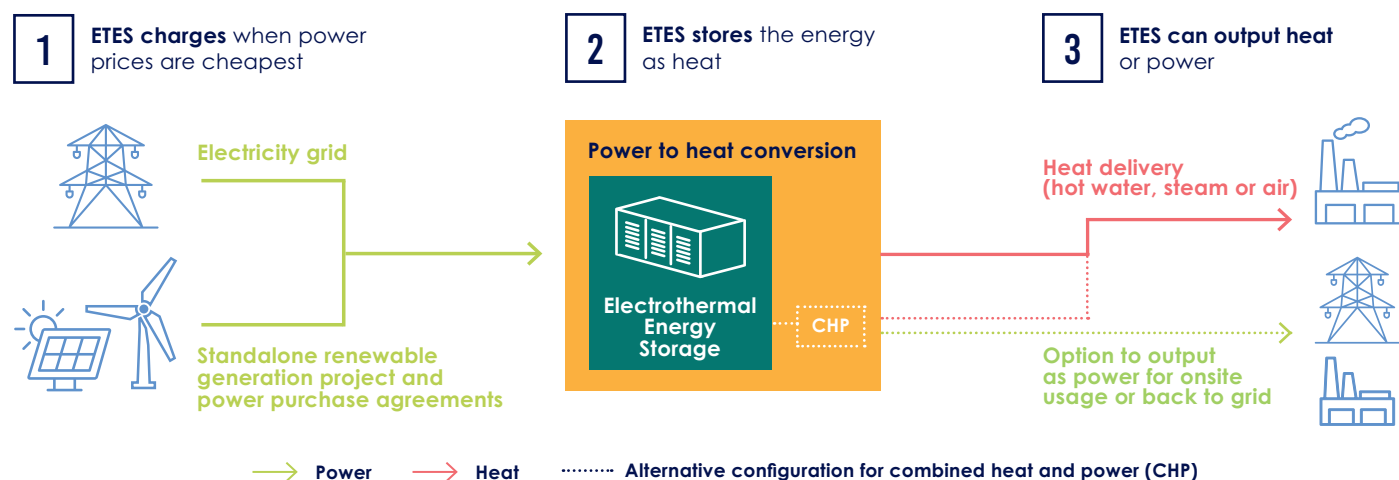 1
ETES charges when power
prices are cheapest
2
ETES stores the energy
as heat
3
ETES can output heat
or power
Electricity grid
Standalone renewable
generation project and
power purchase agreements
Power to heat conversion
Electrothermal
Energy
Storage
CHP
Heat delivery
(hot water, steam or air)
Option to output
as power for onsite
usage or back to grid
Power
Heat
Alternative configuration for combined heat and power (CHP)